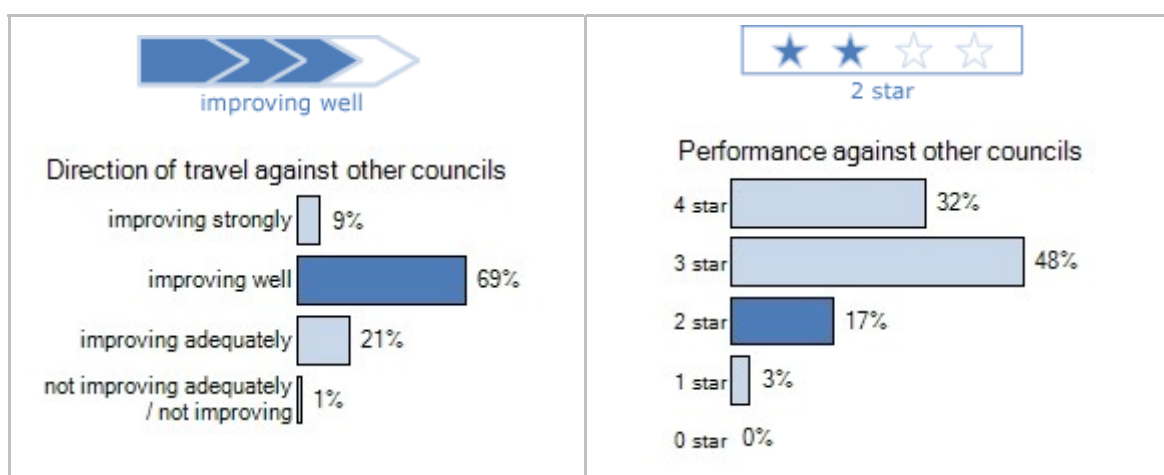 improving well
Direction of travel against other councils
improving strongly 9%
improving well 69%
improving adequately 21%
not improving adequately
/ not improving 1%
2 star
Performance against other councils
4 star 32%
3 star 48%
2 star 17%
1 star 3%
0 star 0%